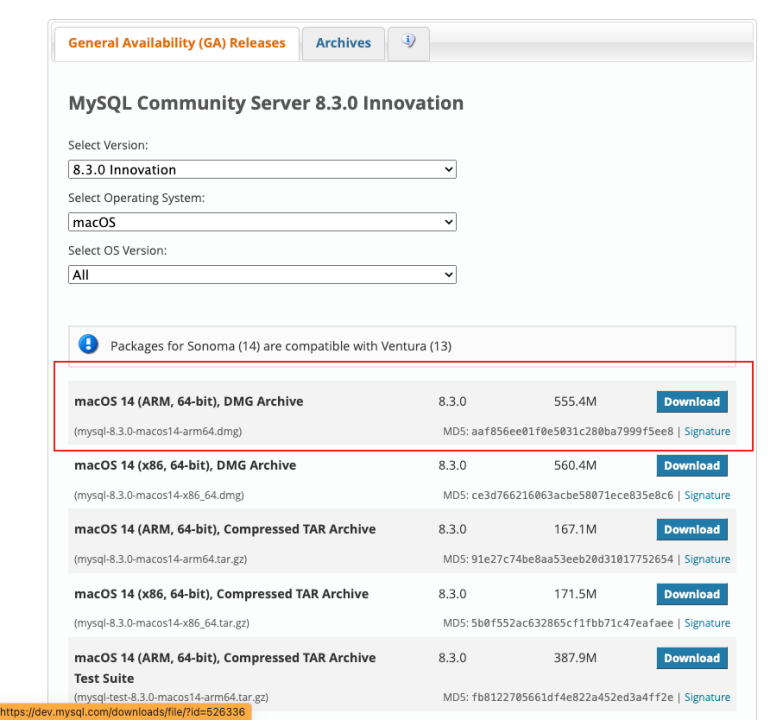 General Availability (GA) Releases Archives
MySQL Community Server 8.3.0 Innovation
Select Version:
8.3.0 Innovation
Select Operating System:
macOS
Select OS Version:
All
Packages for Sonoma (14) are compatible with Ventura (13)
macOS 14 (ARM, 64-bit), DMG Archive 8.3.0 555.4M Download
(mysql-8.3.0-macos14-arm64.dmg) MD5: aaf856ee01f0e5031c280ba7999f5ee8 | Signature
macOS 14 (x86, 64-bit), DMG Archive 8.3.0 560.4M Download
(mysql-8.3.0-macos14-x86_64.dmg) MD5: ce3d766216063acbe58071ece835e8c6 | Signature
macOS 14 (ARM, 64-bit), Compressed TAR Archive 8.3.0 167.1M Download
(mysql-8.3.0-macos14-arm64.tar.gz) MD5: 91e27c74be8aa53eeb20d31017752654 | Signature
macOS 14 (x86, 64-bit), Compressed TAR Archive 8.3.0 171.5M Download
(mysql-8.3.0-macos14-x86_64.tar.gz) MD5: 5b0f552ac632865cf1fbb71c47eafaee | Signature
macOS 14 (ARM, 64-bit), Compressed TAR Archive 8.3.0 387.9M Download
Test Suite
(mysql-test-8.3.0-macos14-arm64.tar.gz) MD5: fb8122705661df4e822a452ed3a4ff2e | Signature
https://dev.mysql.com/downloads/file/?id=526336